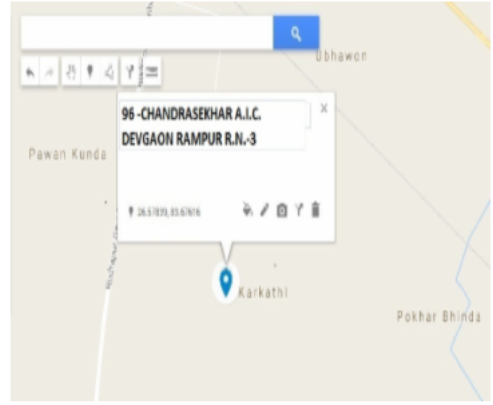 Ubhawon
96 -CHANDRASEKHAR A.I.C.
DEVGAON RAMPUR R.N.-3
Pawan Kunda
26.57839, 83.67616
Karkathi
Pokhar Bhinda